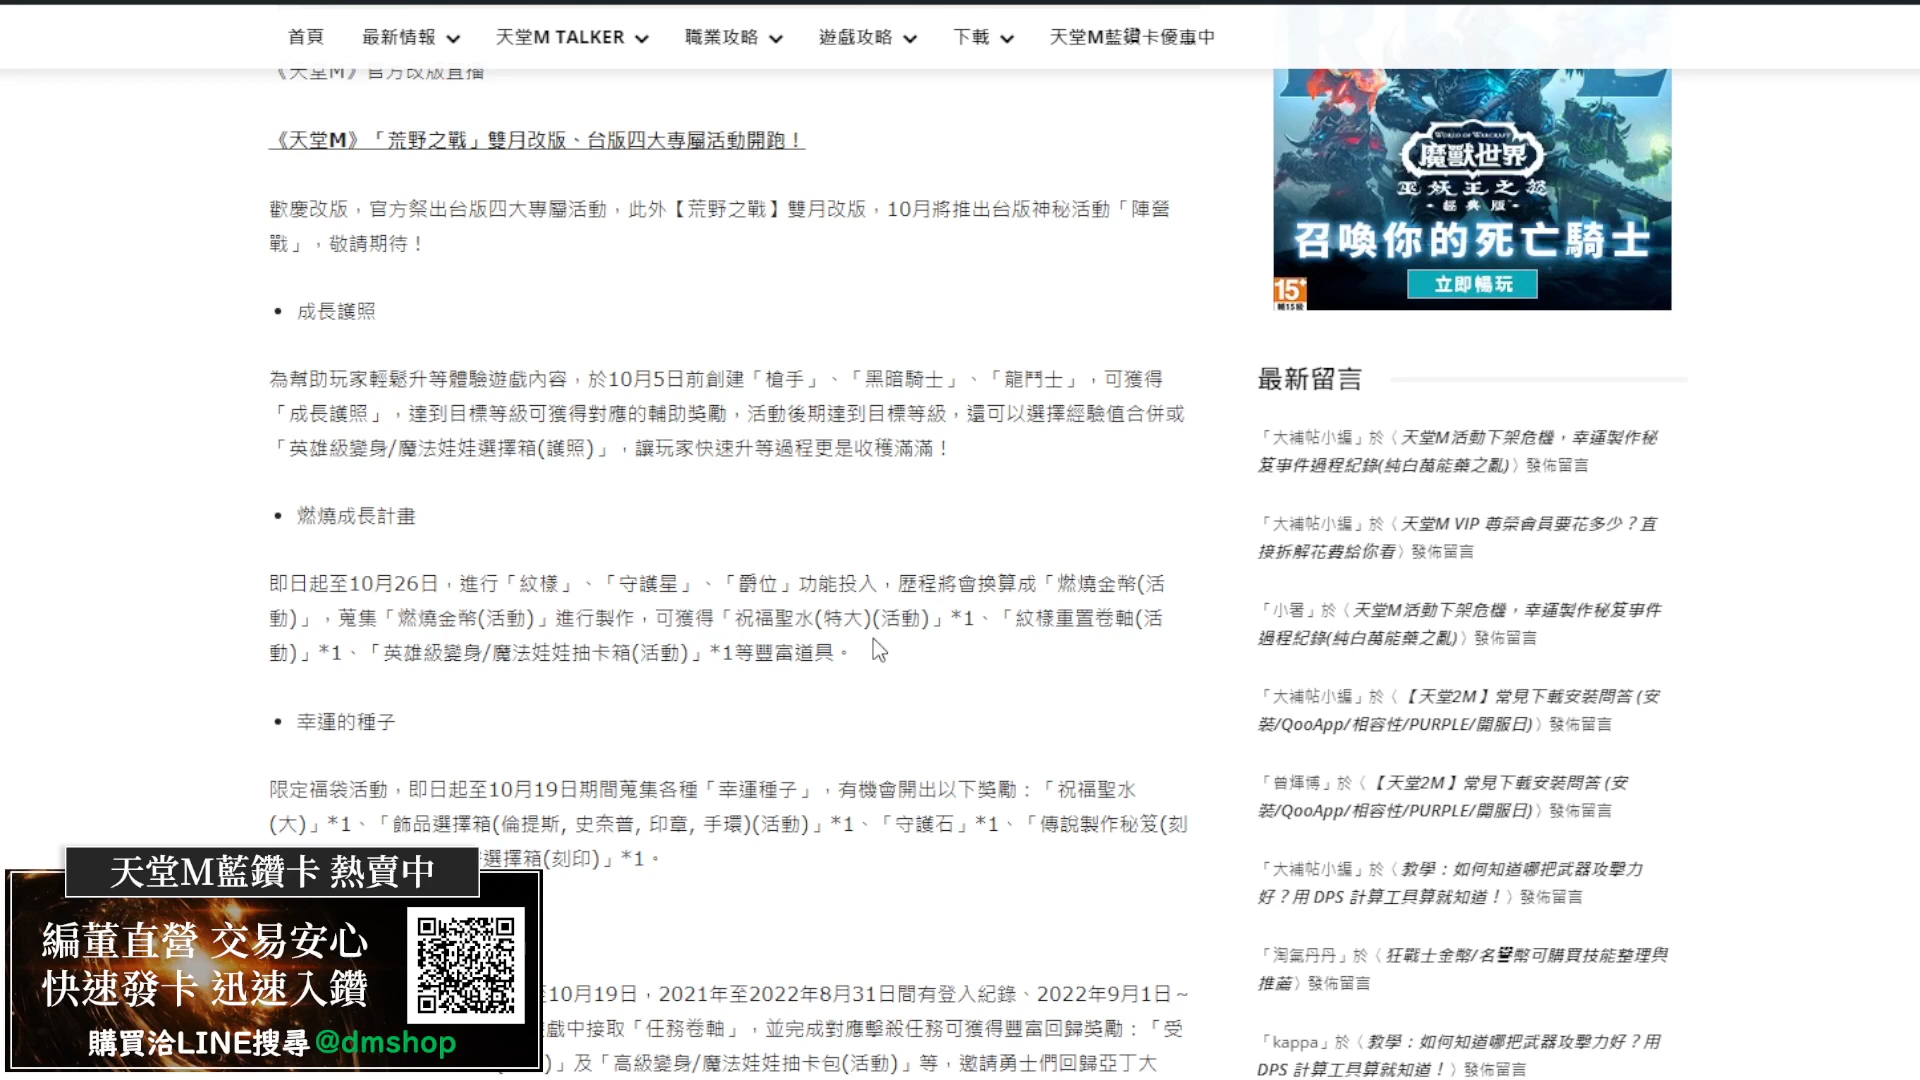 首頁 最新情報 天堂M TALKER 職業攻略 遊戲攻略 下載 天堂M藍鑽卡優惠中
《天堂M》官方改版直播
《天堂M》「荒野之戰」雙月改版、台版四大專屬活動開跑！
歡慶改版，官方祭出台版四大專屬活動，此外【荒野之戰】雙月改版，10月將推出台版神秘活動「陣營
戰」，敬請期待！
• 成長護照
為幫助玩家輕鬆升等體驗遊戲內容，於10月5日前創建「槍手」、「黑暗騎士」、「龍鬥士」，可獲得
「成長護照」，達到目標等級可獲得對應的輔助獎勵，活動後期達到目標等級，還可以選擇經驗值合併或
「英雄級變身/魔法娃娃選擇箱(護照)」，讓玩家快速升等過程更是收穫滿滿！
• 燃燒成長計畫
即日起至10月26日，進行「紋樣」、「守護星」、「爵位」功能投入，歷程將會換算成「燃燒金幣(活
動)」，蒐集「燃燒金幣(活動)」進行製作，可獲得「祝福聖水(特大)(活動)」*1、「紋樣重置卷軸(活
動)」*1、「英雄級變身/魔法娃娃抽卡箱(活動)」*1等豐富道具。
• 幸運的種子
限定福袋活動，即日起至10月19日期間蒐集各種「幸運種子」，有機會開出以下獎勵：「祝福聖水
(大)」*1、「飾品選擇箱(倫提斯, 史奈普, 印章, 手環)(活動)」*1、「守護石」*1、「傳說製作秘笈(刻
選擇箱(刻印)」*1。
至10月19日，2021年至2022年8月31日間有登入紀錄、2022年9月1日～
戲中接取「任務卷軸」，並完成對應擊殺任務可獲得豐富回歸獎勵：「受
)」及「高級變身/魔法娃娃抽卡包(活動)」等，邀請勇士們回歸亞丁大
天堂M藍鑽卡 熱賣中
編董直營 交易安心
快速發卡 迅速入鑽
購買洽LINE搜尋@dmshop
WORLD OF WARCRAFT
魔獸世界
巫妖王之怒
-經典版-
召喚你的死亡騎士
立即暢玩
15+
輔15級
最新留言
「大補帖小編」於〈天堂M活動下架危機，幸運製作秘
笈事件過程紀錄(純白萬能藥之亂)〉發佈留言
「大補帖小編」於〈天堂M VIP 尊榮會員要花多少？直
接拆解花費給你看〉發佈留言
「小署」於〈天堂M活動下架危機，幸運製作秘笈事件
過程紀錄(純白萬能藥之亂)〉發佈留言
「大補帖小編」於〈【天堂2M】常見下載安裝問答 (安
裝/QooApp/相容性/PURPLE/開服日)〉發佈留言
「曾煇博」於〈【天堂2M】常見下載安裝問答 (安
裝/QooApp/相容性/PURPLE/開服日)〉發佈留言
「大補帖小編」於〈教學：如何知道哪把武器攻擊力
好？用 DPS 計算工具算就知道！〉發佈留言
「淘氣丹丹」於〈狂戰士金幣/名譽幣可購買技能整理與
推薦〉發佈留言
「kappa」於〈教學：如何知道哪把武器攻擊力好？用
DPS 計算工具算就知道！〉發佈留言